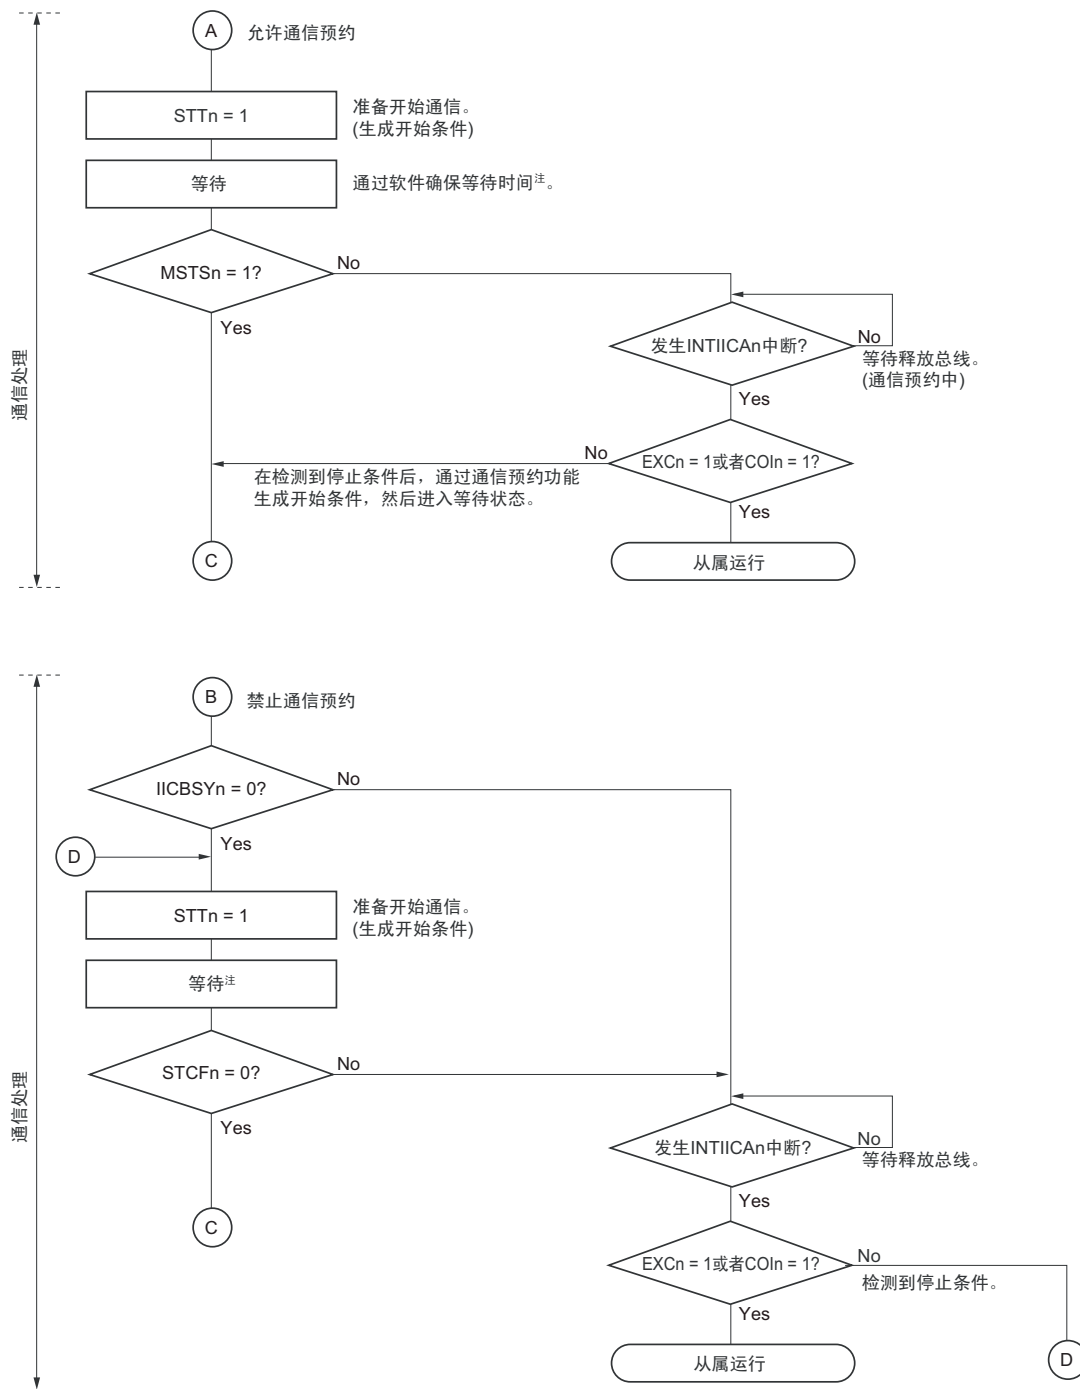 A 允许通信预约
STTn = 1
准备开始通信。
(生成开始条件)
等待
通过软件确保等待时间注。
MSTSn = 1?
No
Yes
发生INTIICAn中断?
No
等待释放总线。
(通信预约中)
Yes
EXCn = 1或者COIn = 1?
No
在检测到停止条件后，通过通信预约功能
生成开始条件，然后进入等待状态。
Yes
C
从属运行
通信处理
B 禁止通信预约
IICBSYn = 0?
No
Yes
D
STTn = 1
准备开始通信。
(生成开始条件)
等待注
STCFn = 0?
No
Yes
发生INTIICAn中断?
No
等待释放总线。
Yes
C
EXCn = 1或者COIn = 1?
No
检测到停止条件。
Yes
从属运行
D
通信处理